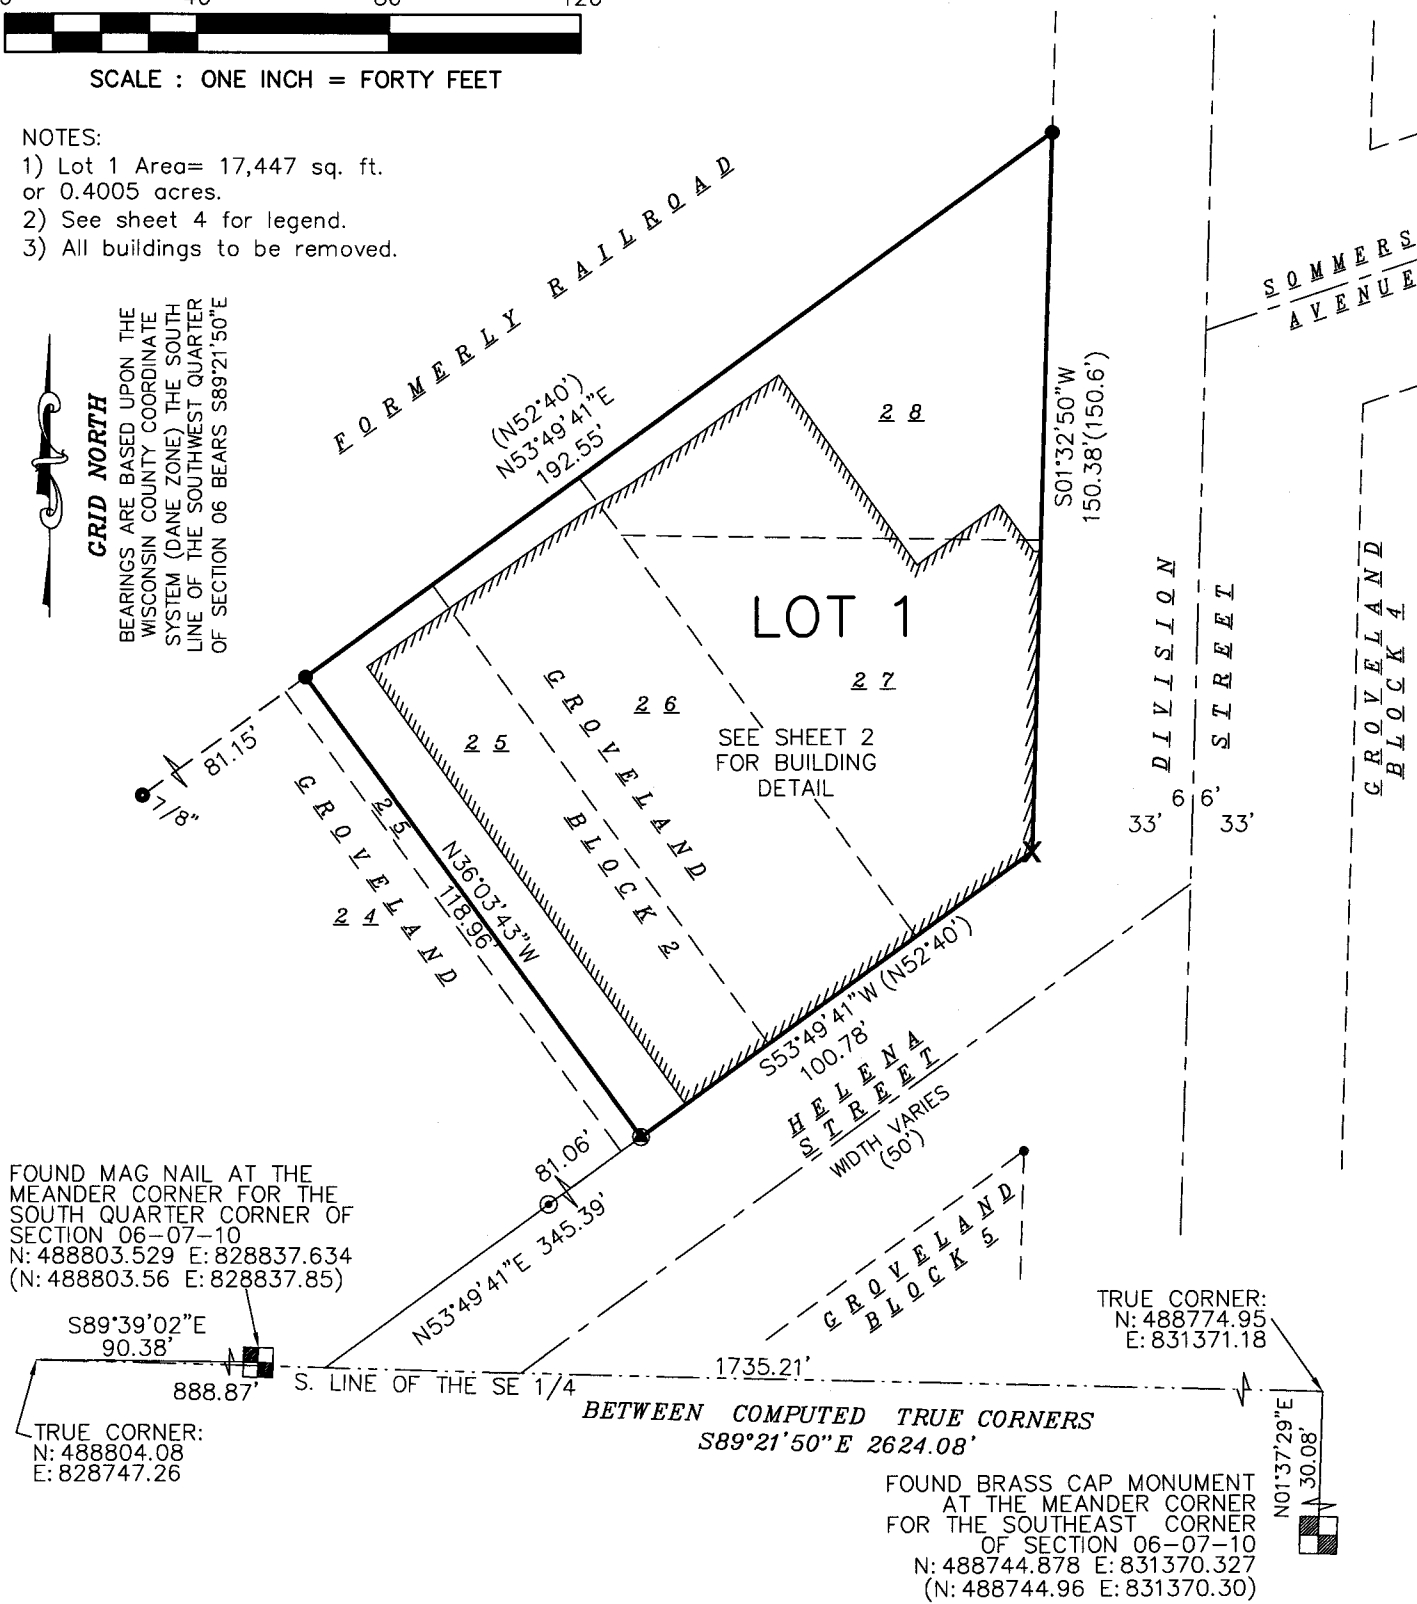 SCALE : ONE INCH = FORTY FEET
NOTES:
1) Lot 1 Area= 17,447 sq. ft.
or 0.4005 acres.
2) See sheet 4 for legend.
3) All buildings to be removed.
GRID NORTH
BEARINGS ARE BASED UPON THE
WISCONSIN COUNTY COORDINATE
SYSTEM (DANE ZONE) THE SOUTH
LINE OF THE SOUTHWEST QUARTER
OF SECTION 06 BEARS S89°21'50"E
FORMERLY RAILROAD
(N52°40')
N53°49'41"E
192.55'
28
S01°32'50"W
150.38'(150.6')
SOMMERS
AVENUE
DIVISION
STREET
GROVELAND
BLOCK 4
LOT 1
27
26
25
SEE SHEET 2
FOR BUILDING
DETAIL
GROVELAND
BLOCK 2
66'
33'
33'
81.15'
7/8"
25
GROVELAND
24
N36°03'43"W
118.96'
S53°49'41"W (N52°40')
100.78'
HELENA
STREET
WIDTH VARIES
(50')
81.06'
N53°49'41"E 345.39'
GROVELAND
BLOCK 5
FOUND MAG NAIL AT THE
MEANDER CORNER FOR THE
SOUTH QUARTER CORNER OF
SECTION 06-07-10
N: 488803.529 E: 828837.634
(N: 488803.56 E: 828837.85)
S89°39'02"E
90.38'
888.87'
S. LINE OF THE SE 1/4
1735.21'
TRUE CORNER:
N: 488774.95
E: 831371.18
BETWEEN COMPUTED TRUE CORNERS
S89°21'50"E 2624.08'
TRUE CORNER:
N: 488804.08
E: 828747.26
N01°37'29"E
30.08'
FOUND BRASS CAP MONUMENT
AT THE MEANDER CORNER
FOR THE SOUTHEAST CORNER
OF SECTION 06-07-10
N: 488744.878 E: 831370.327
(N: 488744.96 E: 831370.30)